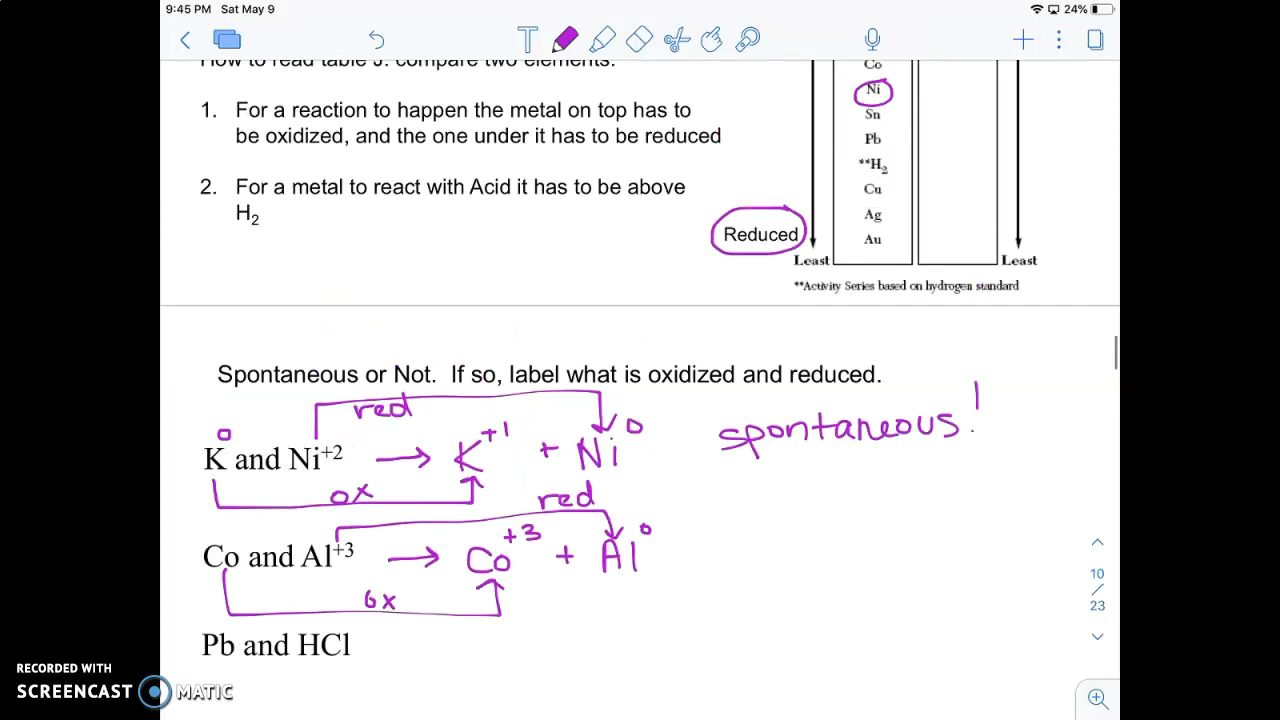 9:45 PM Sat May 9
24%
How to read table J: compare two elements.
1. For a reaction to happen the metal on top has to
be oxidized, and the one under it has to be reduced
2. For a metal to react with Acid it has to be above
H₂
Reduced
Co
Ni
Sn
Pb
**H₂
Cu
Ag
Au
Least
Least
**Activity Series based on hydrogen standard
Spontaneous or Not. If so, label what is oxidized and reduced.
red
0
K and Ni⁺² → K⁺¹ + Ni⁰
spontaneous!
ox
red
Co and Al⁺³ → Co⁺³ + Al⁰
ox
Pb and HCl
10
/
23
RECORDED WITH
SCREENCAST MATIC